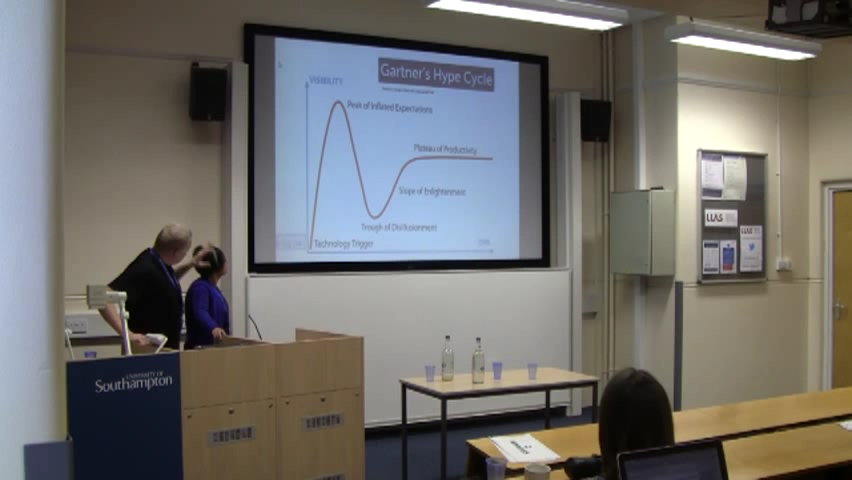 Gartner's Hype Cycle
VISIBILITY
Peak of Inflated Expectations
Plateau of Productivity
Slope of Enlightenment
Trough of Disillusionment
Technology Trigger
LLAS
LLAS
UNIVERSITY OF
Southampton